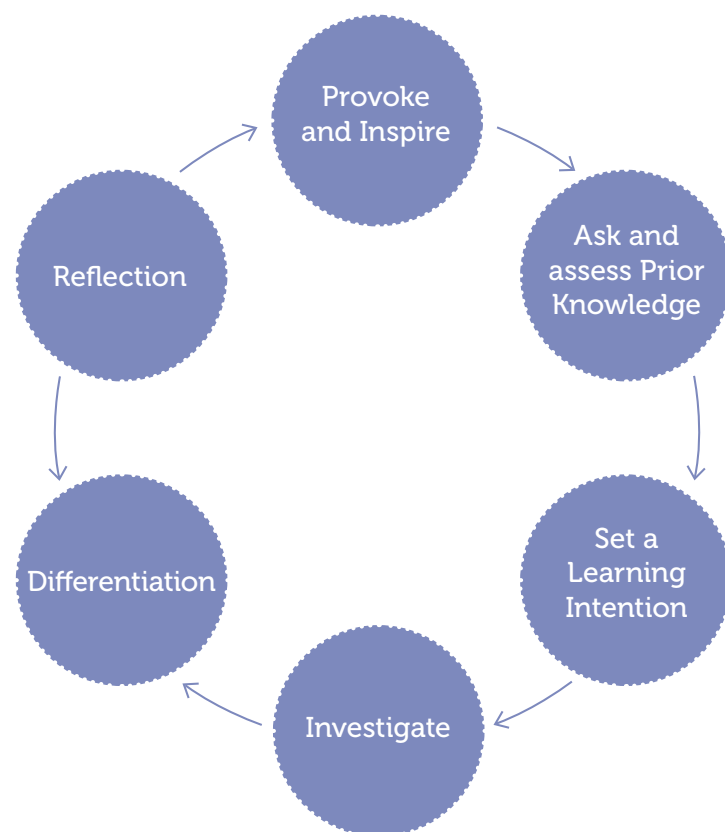 Provoke
and Inspire
Ask and
assess Prior
Knowledge
Set a
Learning
Intention
Investigate
Differentiation
Reflection